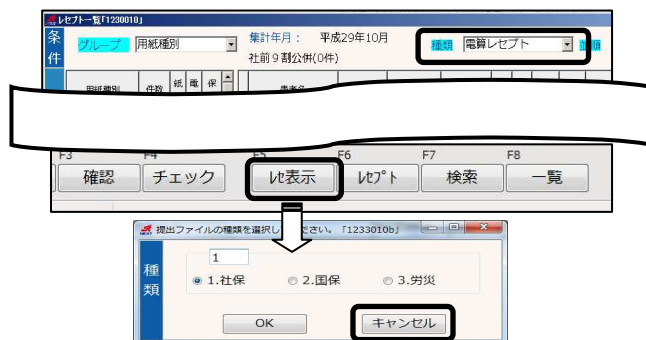 レセプト一覧「1230010」
条件
グループ 用紙種別
集計年月： 平成29年10月
種類 電算レセプト
社前９割公併(0件)
用紙種別 件数 紙 電 保
F3 F4 F5 F6 F7 F8
確認 チェック ﾚｾ表示 ﾚｾﾌﾟﾄ 検索 一覧
提出ファイルの種類を選択し ださい。「1233010b」
種類
1
1.社保 2.国保 3.労災
OK キャンセル